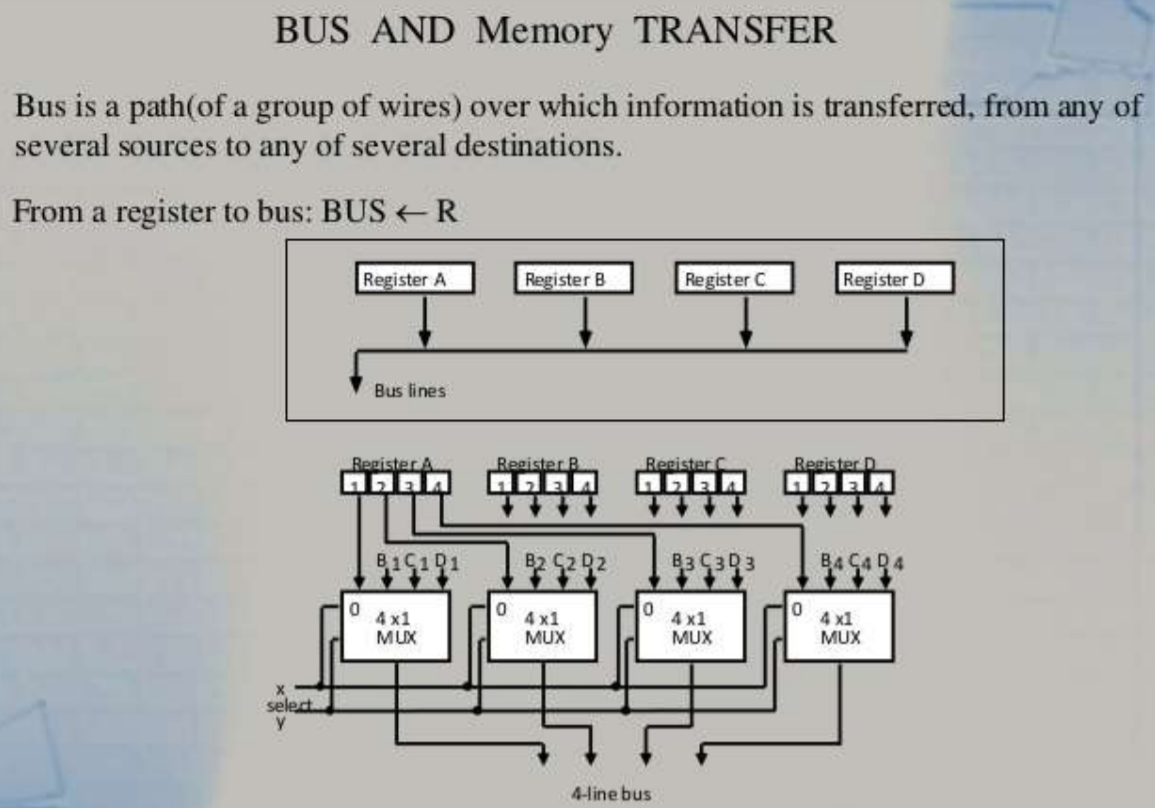 BUS AND Memory TRANSFER
Bus is a path(of a group of wires) over which information is transferred, from any of
several sources to any of several destinations.
From a register to bus: BUS ← R
Register A Register B Register C Register D
Bus lines
Register A Register B Register C Register D
1 2 3 4 1 2 3 4 1 2 3 4 1 2 3 4
B1 C1 D1 B2 C2 D2 B3 C3 D3 B4 C4 D4
0 4 x1 0 4 x1 0 4 x1 0 4 x1
MUX MUX MUX MUX
x
select
y
4-line bus